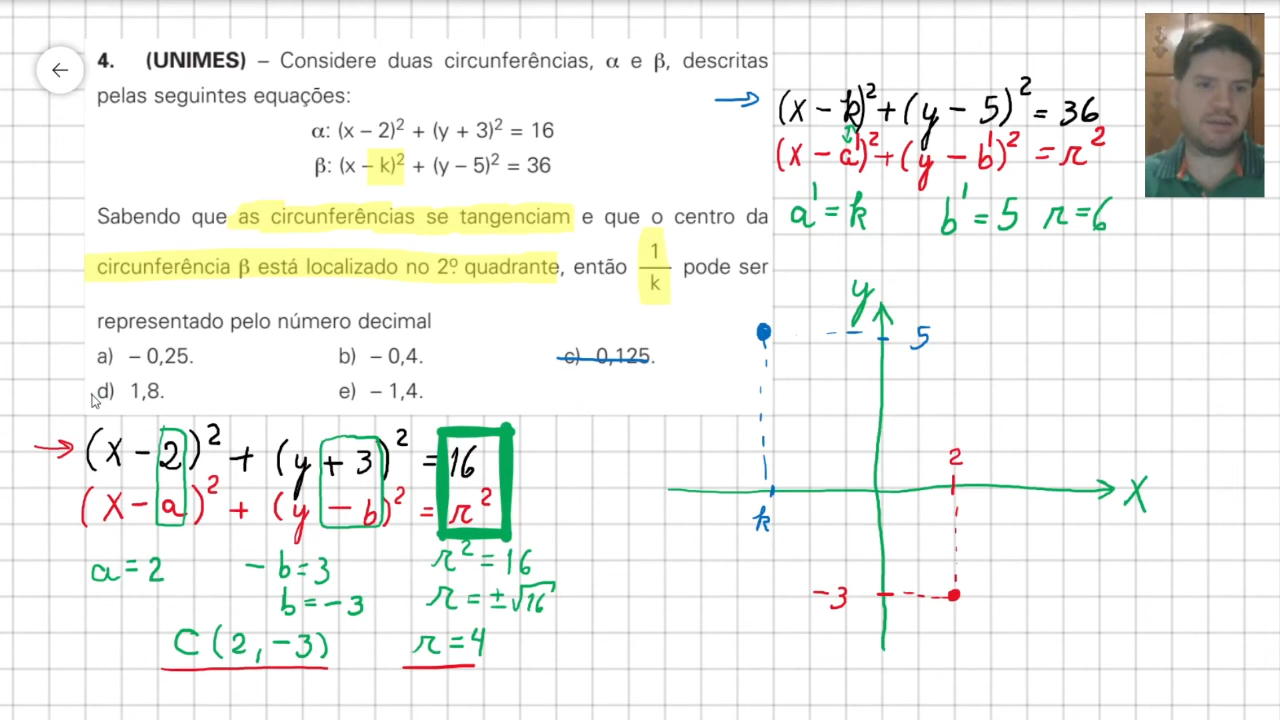 4. (UNIMES) – Considere duas circunferências, α e β, descritas
pelas seguintes equações:
α: (x – 2)² + (y + 3)² = 16
β: (x – k)² + (y – 5)² = 36
Sabendo que as circunferências se tangenciam e que o centro da
circunferência β está localizado no 2º quadrante, então 1/k pode ser
representado pelo número decimal
a) – 0,25. b) – 0,4. c) 0,125.
d) 1,8. e) – 1,4.
(x – k)² + (y – 5)² = 36
(x – a')² + (y – b')² = r²
a' = k b' = 5 r = 6
y
5
2
x
k
-3
(x – 2)² + (y + 3)² = 16
(x – a)² + (y – b)² = r²
a = 2 - b = 3 r² = 16
b = -3 r = ±√16
C(2, -3) r = 4